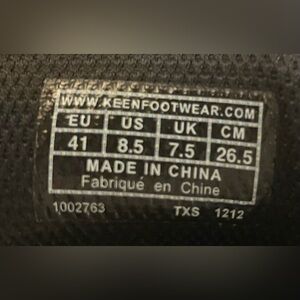 WWW.KEENFOOTWEAR.COM
EU US UK CM
41 8.5 7.5 26.5
MADE IN CHINA
Fabriqué en Chine
1002763 TXS 1212